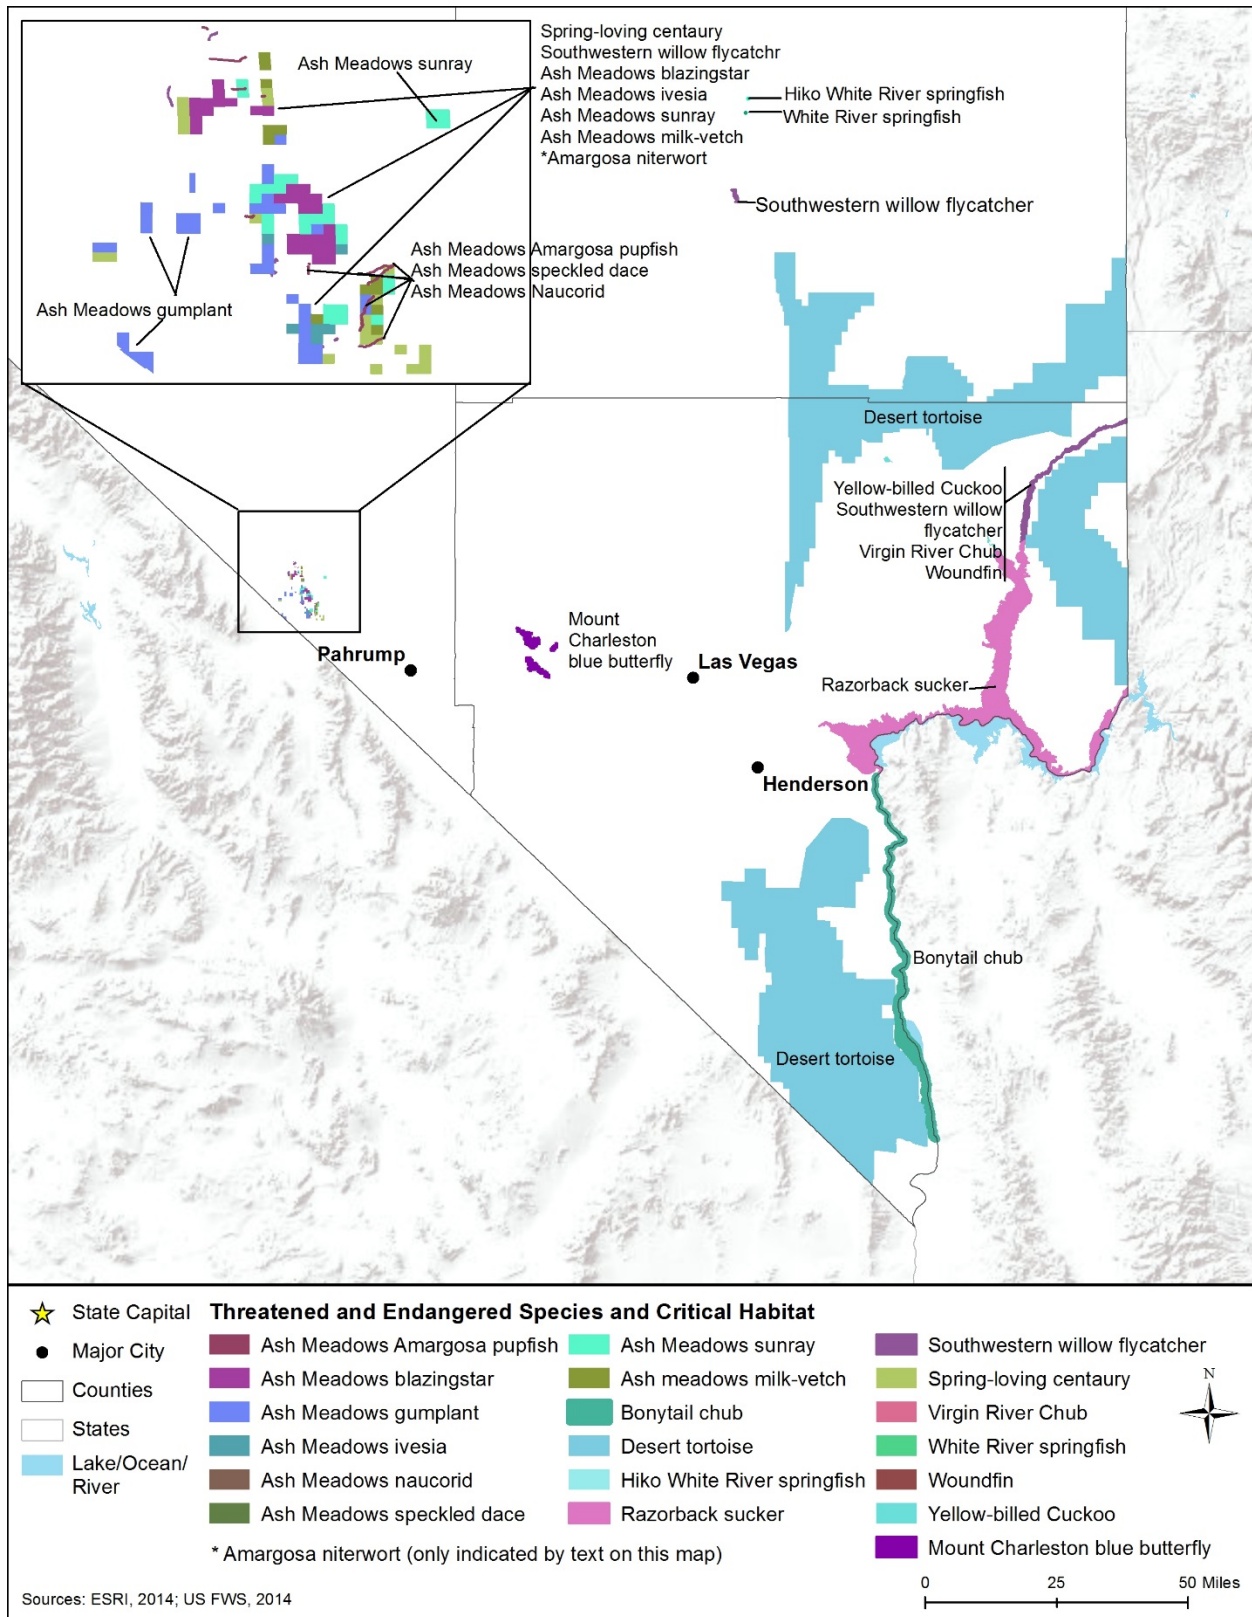 Ash Meadows sunray
Spring-loving centaury
Southwestern willow flycatchr
Ash Meadows blazingstar
Ash Meadows ivesia
Ash Meadows sunray
Ash Meadows milk-vetch
*Amargosa niterwort
Hiko White River springfish
White River springfish
Southwestern willow flycatcher
Ash Meadows Amargosa pupfish
Ash Meadows speckled dace
Ash Meadows Naucorid
Ash Meadows gumplant
Desert tortoise
Yellow-billed Cuckoo
Southwestern willow
flycatcher
Virgin River Chub
Woundfin
Mount
Charleston
blue butterfly
Pahrump
Las Vegas
Razorback sucker
Henderson
Bonytail chub
Desert tortoise
State Capital
Major City
Counties
States
Lake/Ocean/
River
Threatened and Endangered Species and Critical Habitat
Ash Meadows Amargosa pupfish
Ash Meadows blazingstar
Ash Meadows gumplant
Ash Meadows ivesia
Ash Meadows naucorid
Ash Meadows speckled dace
Ash Meadows sunray
Ash meadows milk-vetch
Bonytail chub
Desert tortoise
Hiko White River springfish
Razorback sucker
Southwestern willow flycatcher
Spring-loving centaury
Virgin River Chub
White River springfish
Woundfin
Yellow-billed Cuckoo
Mount Charleston blue butterfly
* Amargosa niterwort (only indicated by text on this map)
N
Sources: ESRI, 2014; US FWS, 2014
0 25 50 Miles